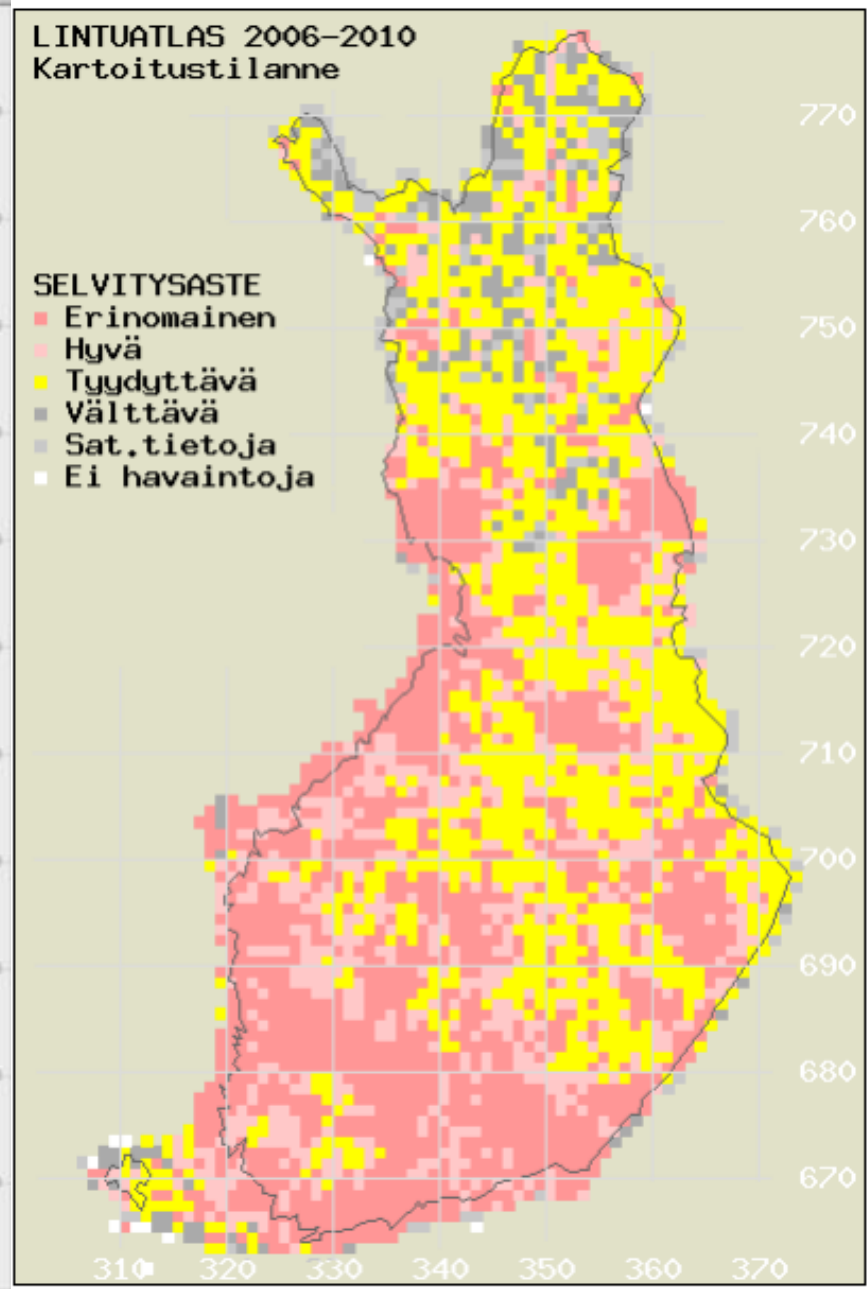 LINTUATLAS 2006-2010
Kartoitustilanne
770
760
SELVITYSASTE
Erinomainen
Hyvä
750
Tyydyttävä
Välttävä
740
Sat.tietoja
Ei havaintoja
730
720
710
700
690
680
670
310 320 330 340 350 360 370